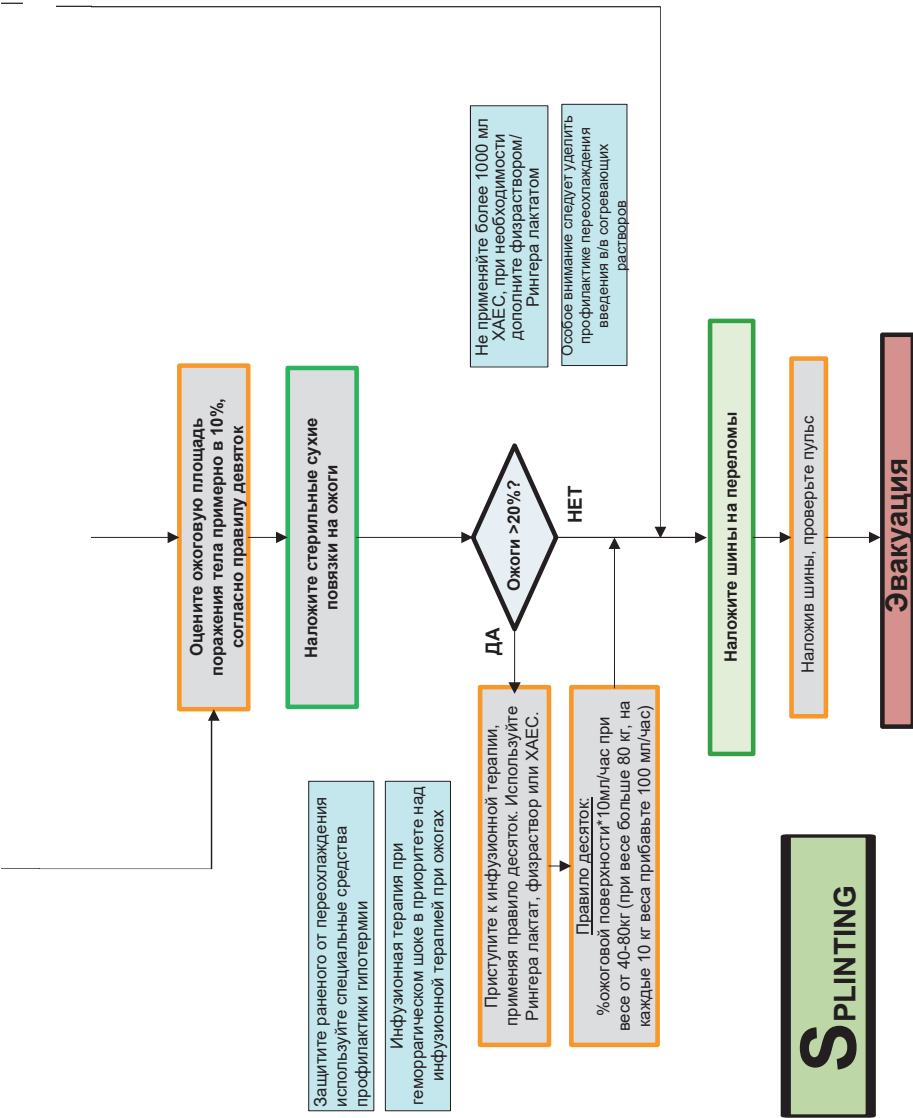 Оцените ожоговую площадь
поражения тела примерно в 10%,
согласно правилу девяток
Наложите стерильные сухие
повязки на ожоги
Защитите раненого от переохлаждения
используйте специальные средства
профилактики гипотермии
Инфузионная терапия при
геморрагическом шоке в приоритете над
инфузионной терапией при ожогах
Не применяйте более 1000 мл
ХАЕС, при необходимости
дополните физраствором/
Рингера лактатом
Особое внимание следует уделить
профилактике переохлаждения
введения в/в согревающих
растворов
Ожоги >20%?
ДА
НЕТ
Приступите к инфузионной терапии,
применяя правило десяток. Используйте
Рингера лактат, физраствор или ХАЕС.
Правило десяток:
%ожоговой поверхности*10мл/час при
весе от 40-80кг (при весе больше 80 кг, на
каждые 10 кг веса прибавьте 100 мл/час)
Наложите шины на переломы
Наложив шины, проверьте пульс
Эвакуация
SPLINTING